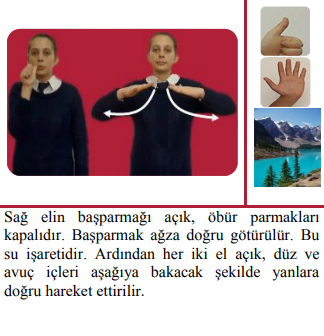 Sağ elin başparmağı açık, öbür parmakları
kapalıdır. Başparmak ağza doğru götürülür. Bu
su işaretidir. Ardından her iki el açık, düz ve
avuç içleri aşağıya bakacak şekilde yanlara
doğru hareket ettirilir.